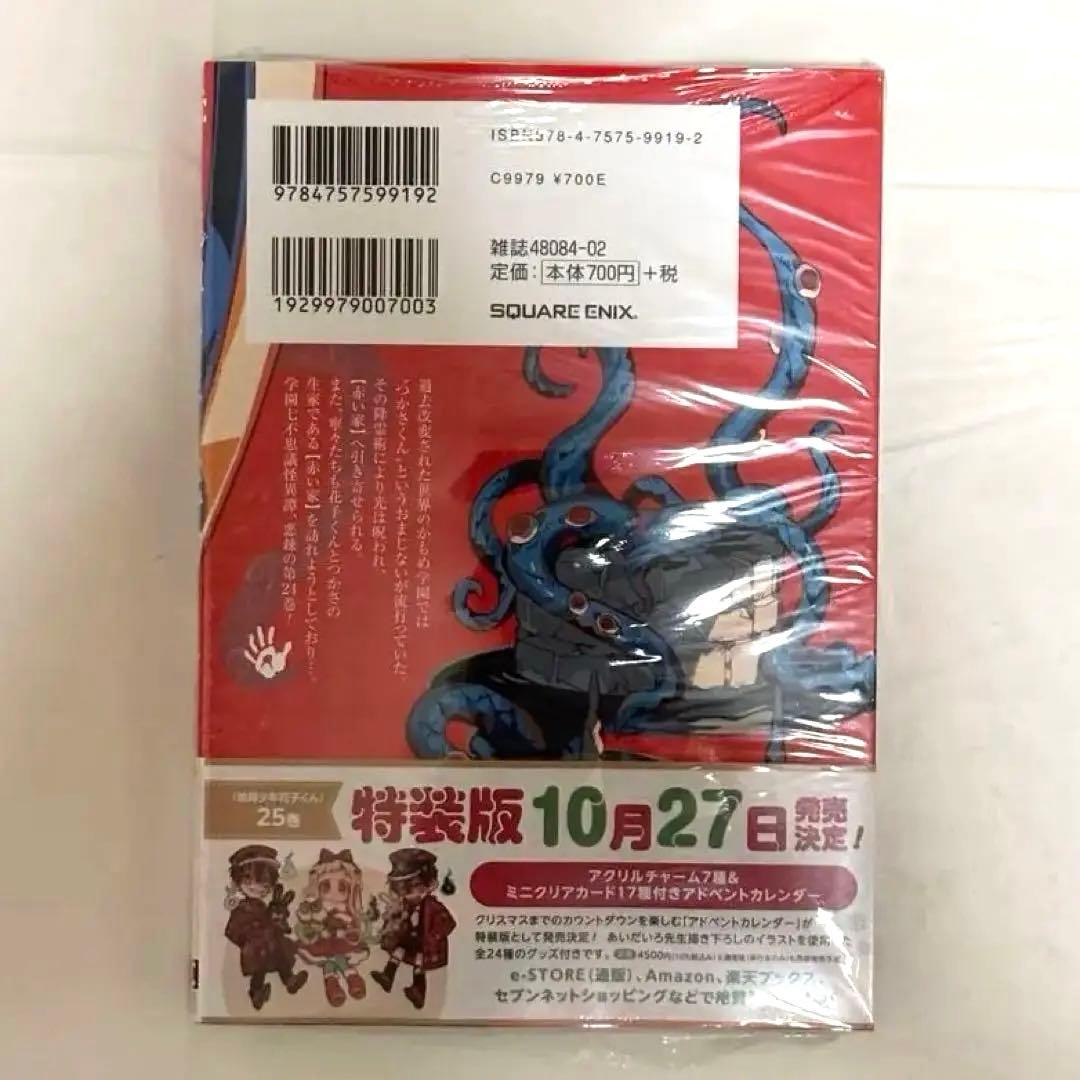 9784757599192
ISBN978-4-7575-9919-2
C9979 ¥700E
1929979007003
雑誌48084-02
定価: 本体700円 +税
SQUARE ENIX®
過去改変された世界のかもめ学園では
“つかさくん”というおまじないが流行っていた。
その降霊術により光は呪われ、
【赤い家】へ引き寄せられる。
また、寧々たちも花子くんとつかさの
生家である【赤い家】を訪れようとしており…。
学園七不思議怪異譚、悪縁の第24巻!
「地縛少年花子くん」
25巻
特装版10月27日発売決定!
アクリルチャーム7種&
ミニクリアカード17種付きアドベントカレンダー
クリスマスまでのカウントダウンを楽しむ「アドベントカレンダー」が
特装版として発売決定! あいだいろ先生描き下ろしのイラストを使用した
全24種のグッズ付きです。 4500円(10%税込み)
e-STORE(通販)、Amazon、楽天ブックス、
セブンネットショッピングなどで絶賛